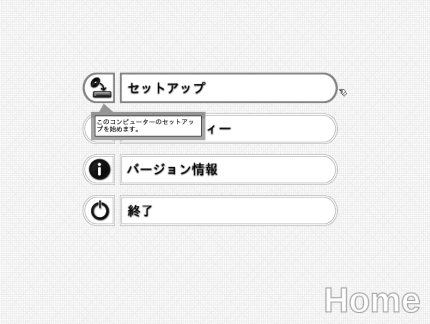 セットアップ
このコンピューターのセットアッ
プを始めます。
ィー
バージョン情報
終了
Home